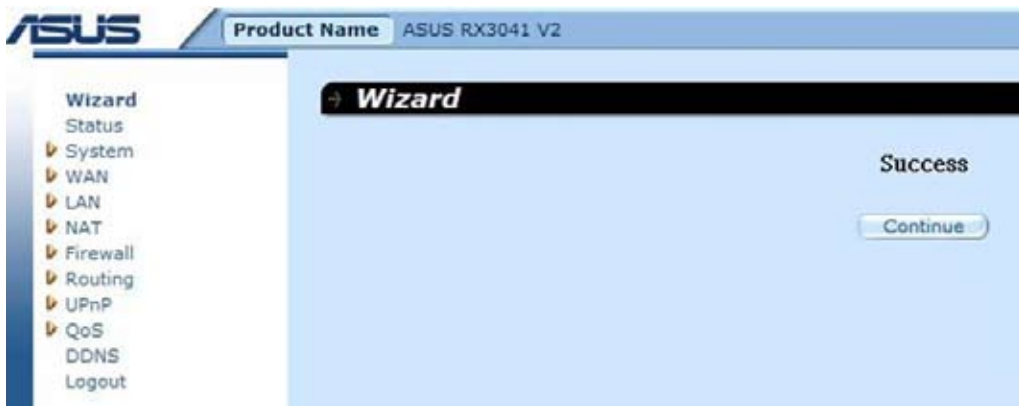 ASUS
Product Name ASUS RX3041 V2
Wizard
Status
System
WAN
LAN
NAT
Firewall
Routing
UPnP
QoS
DDNS
Logout
Wizard
Success
Continue